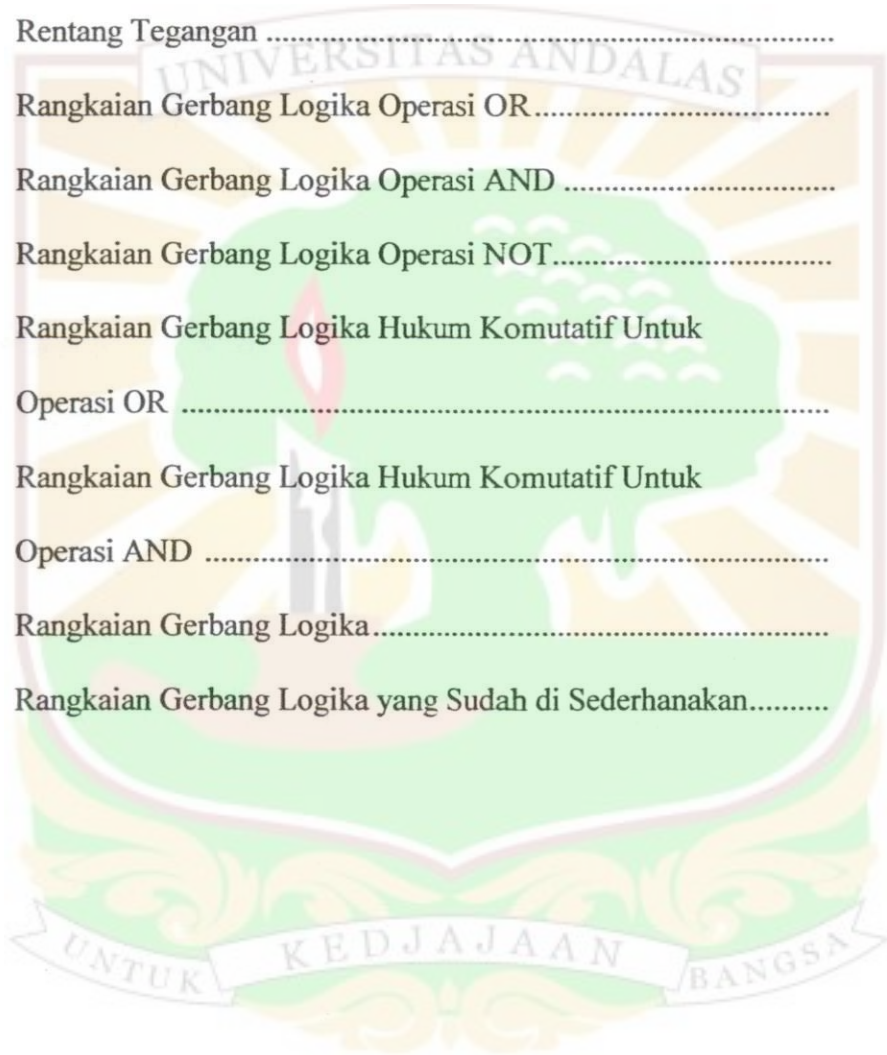 Rentang Tegangan ....................................................................
UNIVERSITAS ANDALAS
Rangkaian Gerbang Logika Operasi OR...................................
Rangkaian Gerbang Logika Operasi AND ................................
Rangkaian Gerbang Logika Operasi NOT.................................
Rangkaian Gerbang Logika Hukum Komutatif Untuk
Operasi OR .............................................................................
Rangkaian Gerbang Logika Hukum Komutatif Untuk
Operasi AND ..........................................................................
Rangkaian Gerbang Logika......................................................
Rangkaian Gerbang Logika yang Sudah di Sederhanakan..........
UNTUK KEDJAJAAN BANGSA